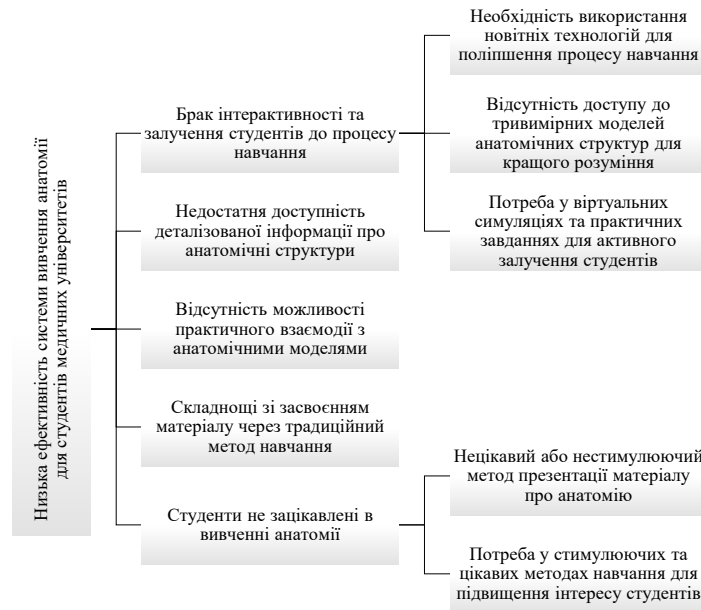 Низька ефективність системи вивчення анатомії
для студентів медичних університетів
Брак інтерактивності та
залучення студентів до процесу
навчання
Необхідність використання
новітніх технологій для
поліпшення процесу навчання
Відсутність доступу до
тривимірних моделей
анатомічних структур для
кращого розуміння
Потреба у віртуальних
симуляціях та практичних
завданнях для активного
залучення студентів
Недостатня доступність
деталізованої інформації про
анатомічні структури
Відсутність можливості
практичного взаємодії з
анатомічними моделями
Складнощі зі засвоєнням
матеріалу через традиційний
метод навчання
Студенти не зацікавлені в
вивченні анатомії
Нецікавий або нестимулюючий
метод презентації матеріалу
про анатомію
Потреба у стимулюючих та
цікавих методах навчання для
підвищення інтересу студентів